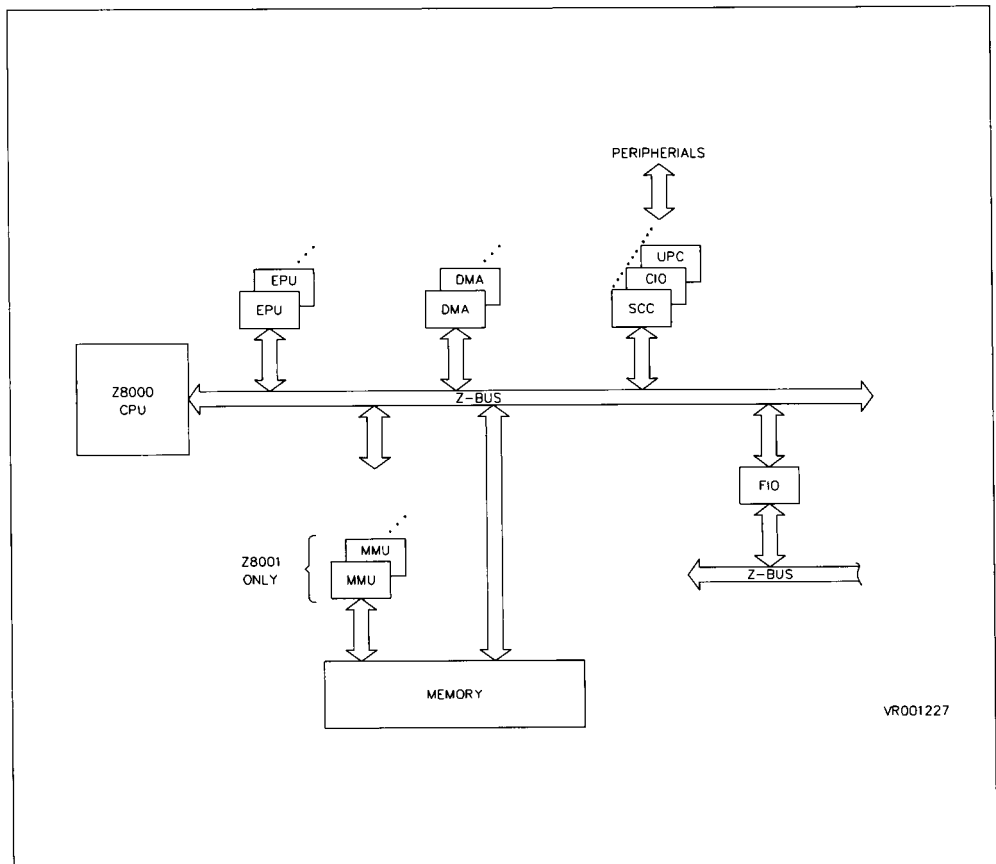 PERIPHERIALS
UPC
EPU
DMA
CIO
EPU
DMA
SCC
Z8000
CPU
Z-BUS
FIO
Z8001
ONLY
MMU
MMU
Z-BUS
MEMORY
VR001227